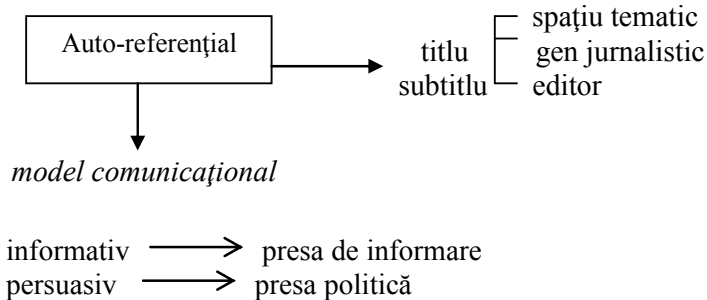 spaţiu tematic
Auto-referenţial
titlu gen jurnalistic
subtitlu editor
model comunicaţional
informativ presa de informare
persuasiv presa politică